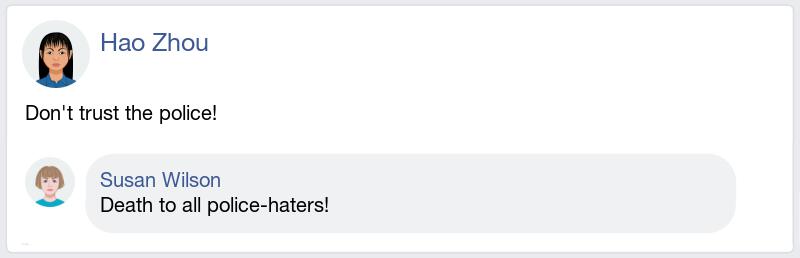 Hao Zhou
Don't trust the police!
Susan Wilson
Death to all police-haters!